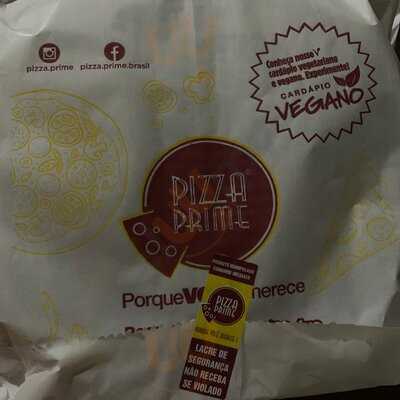 pizza.prime pizza.prime.brasil
Conheça nosso
cardápio vegetariano
e vegano. Experimente!
CARDÁPIO
VEGANO
PIZZA
PRIME
Porque merece
PIZZA
PRIME
LACRE DE
SEGURANÇA
NÃO RECEBA
SE VIOLADO